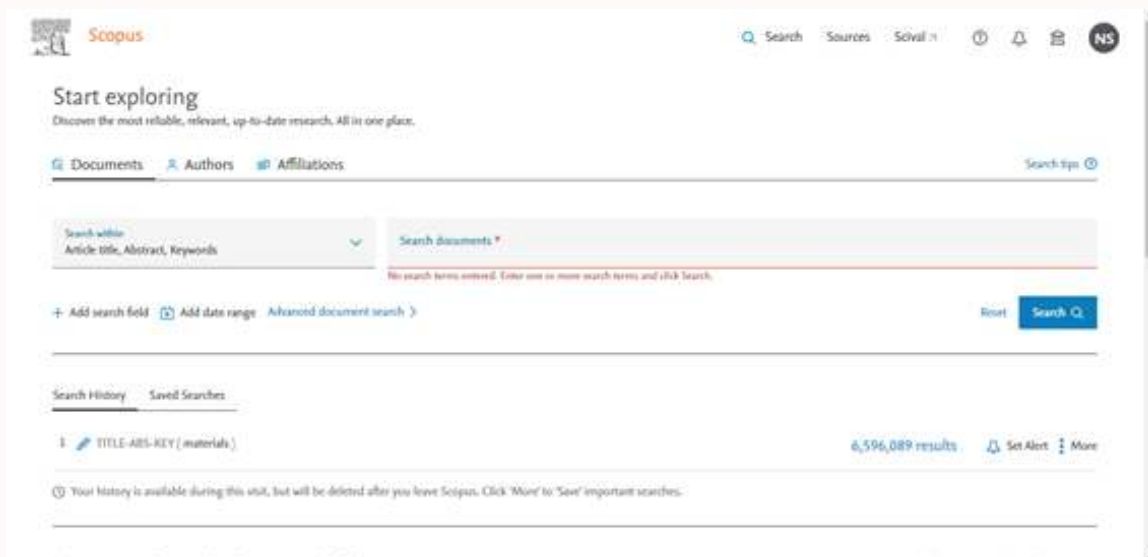 Scopus
Search Sources Scival
NS
Start exploring
Discover the most reliable, relevant, up-to-date research. All in one place.
Documents Authors Affiliations
Search tips
Search within
Article title, Abstract, Keywords
Search documents *
No search terms entered. Enter one or more search terms and click Search.
+ Add search field Add date range Advanced document search >
Reset Search
Search History Saved Searches
1 TITLE-ABS-KEY ( materials )
6,596,089 results Set Alert More
Your history is available during this visit, but will be deleted after you leave Scopus. Click 'More' to 'Save' important searches.